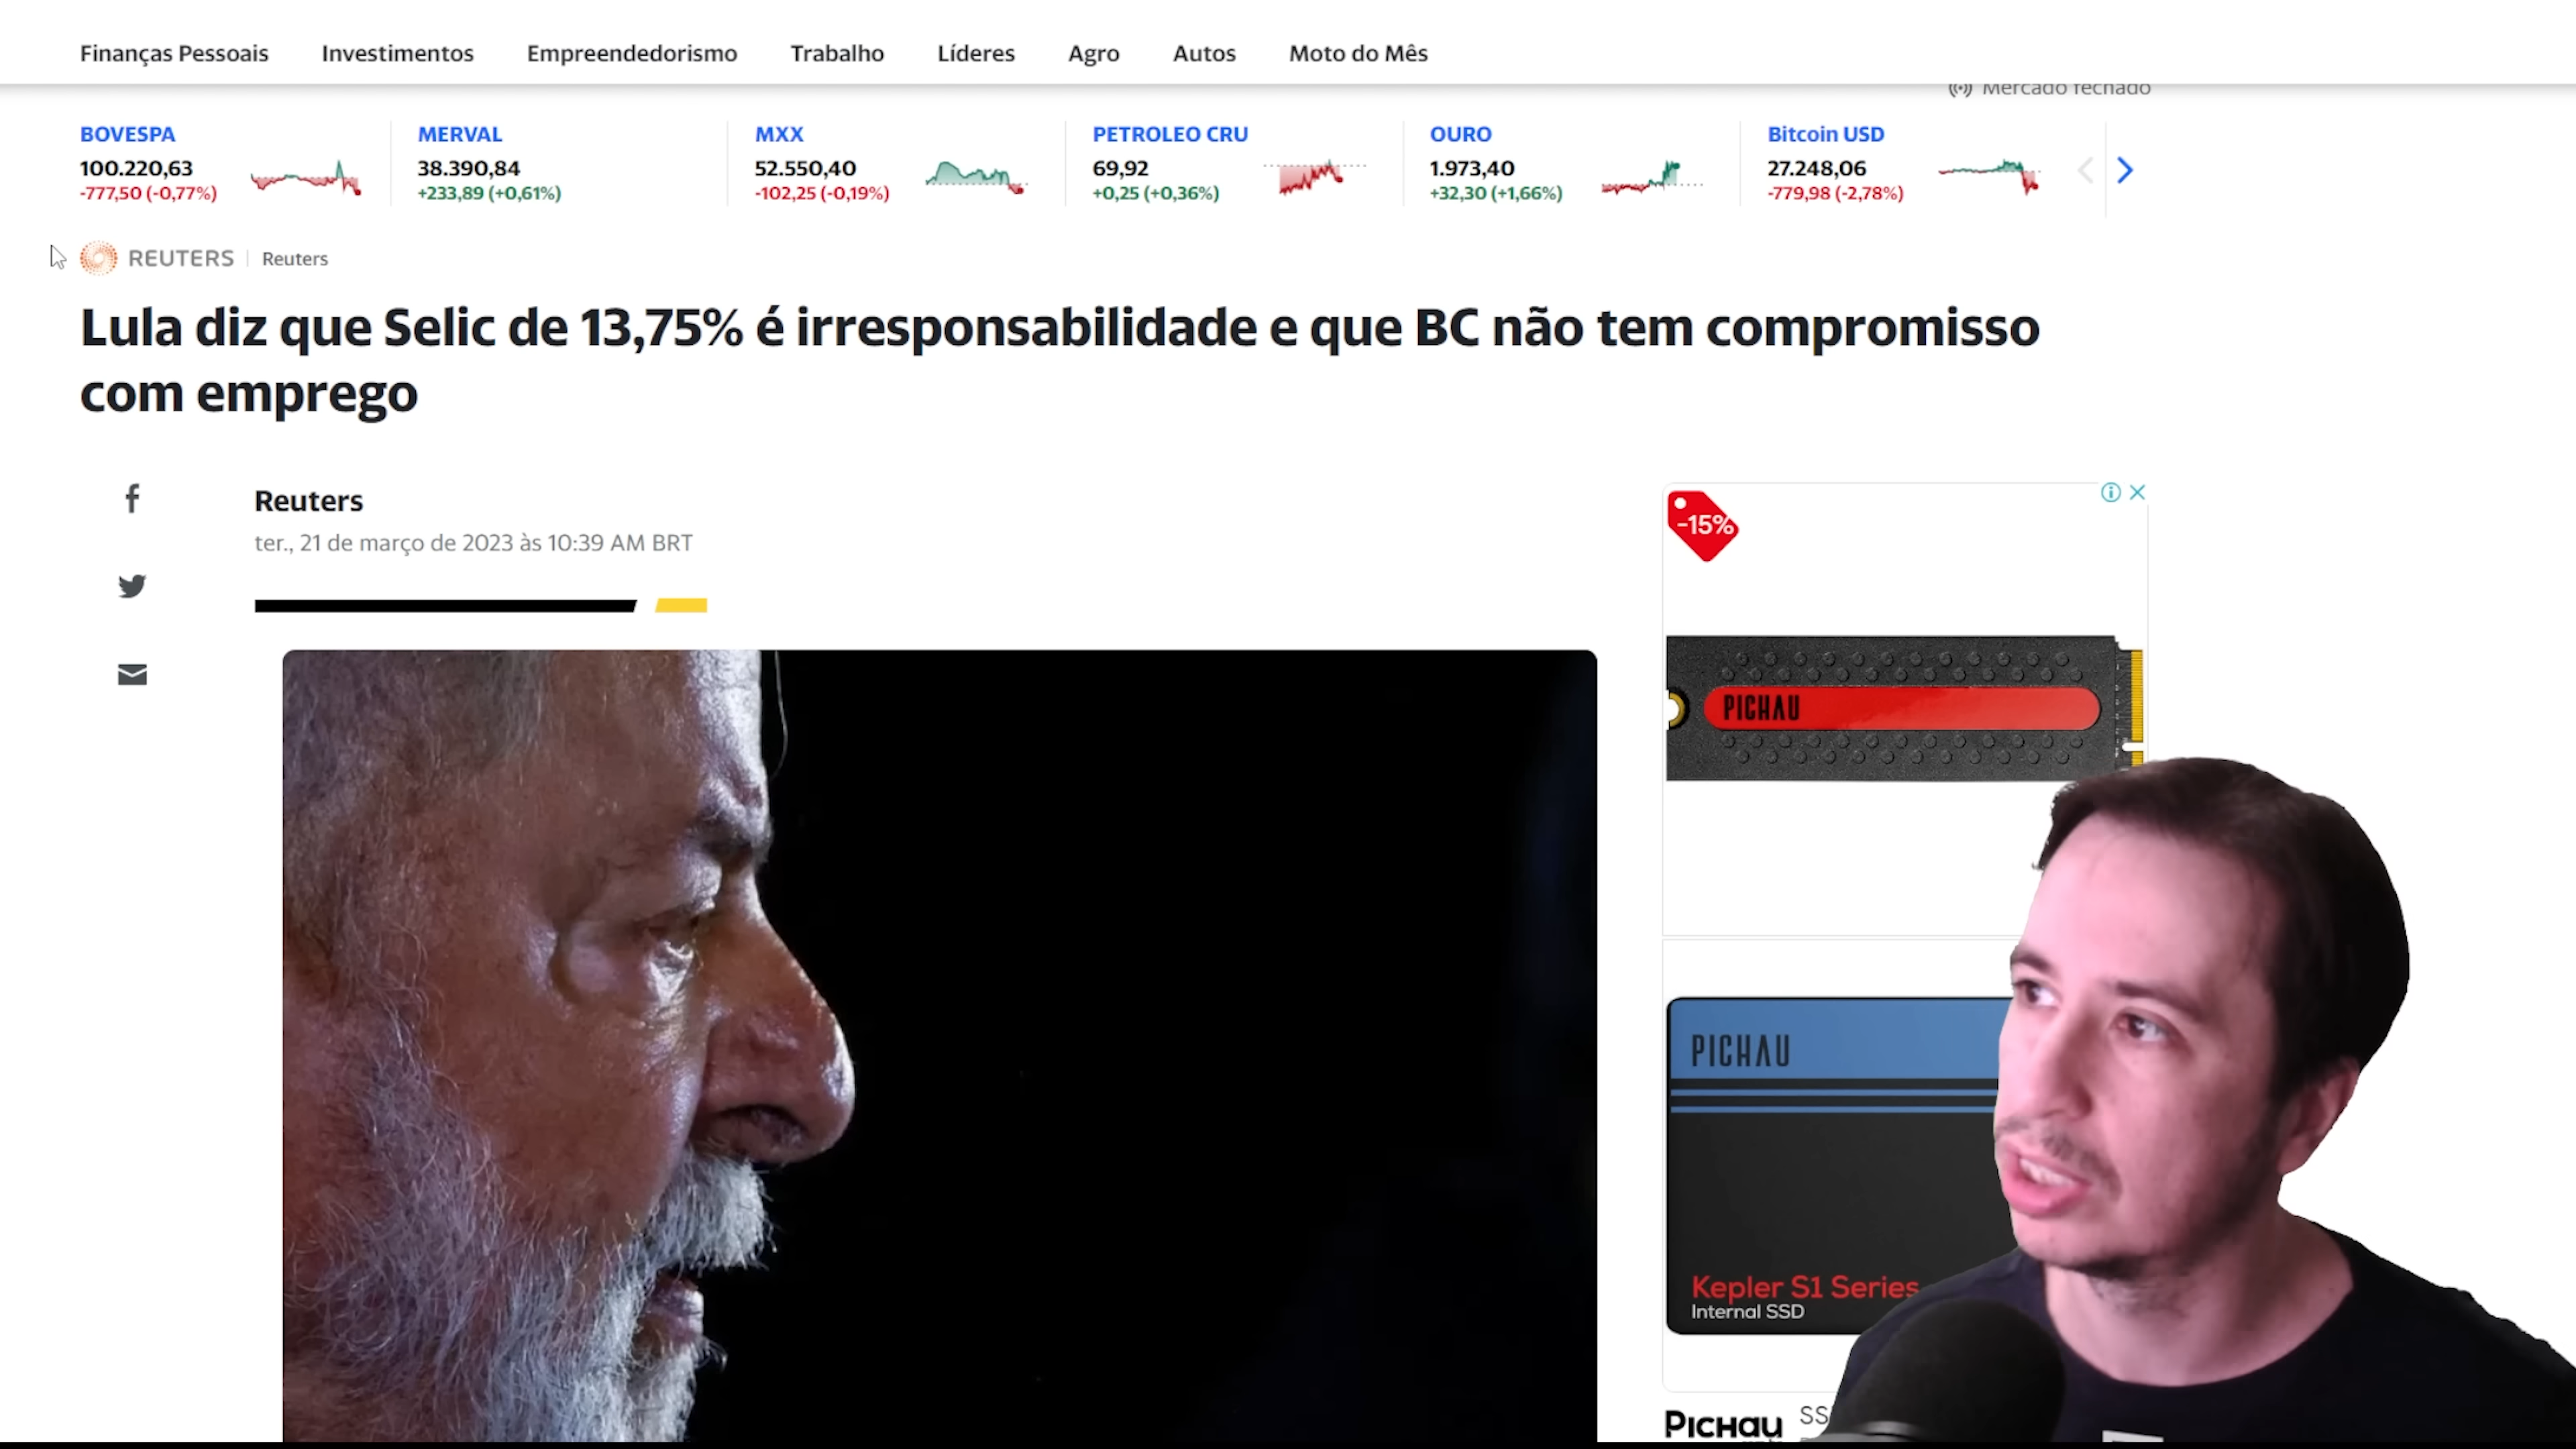 Finanças Pessoais Investimentos Empreendedorismo Trabalho Líderes Agro Autos Moto do Mês
Mercado fechado
BOVESPA
100.220,63
-777,50 (-0,77%)
MERVAL
38.390,84
+233,89 (+0,61%)
MXX
52.550,40
-102,25 (-0,19%)
PETROLEO CRU
69,92
+0,25 (+0,36%)
OURO
1.973,40
+32,30 (+1,66%)
Bitcoin USD
27.248,06
-779,98 (-2,78%)
REUTERS Reuters
Lula diz que Selic de 13,75% é irresponsabilidade e que BC não tem compromisso
com emprego
Reuters
ter., 21 de março de 2023 às 10:39 AM BRT
-15%
PICHAU
PICHAU
Kepler S1 Series
Internal SSD
PICHAU